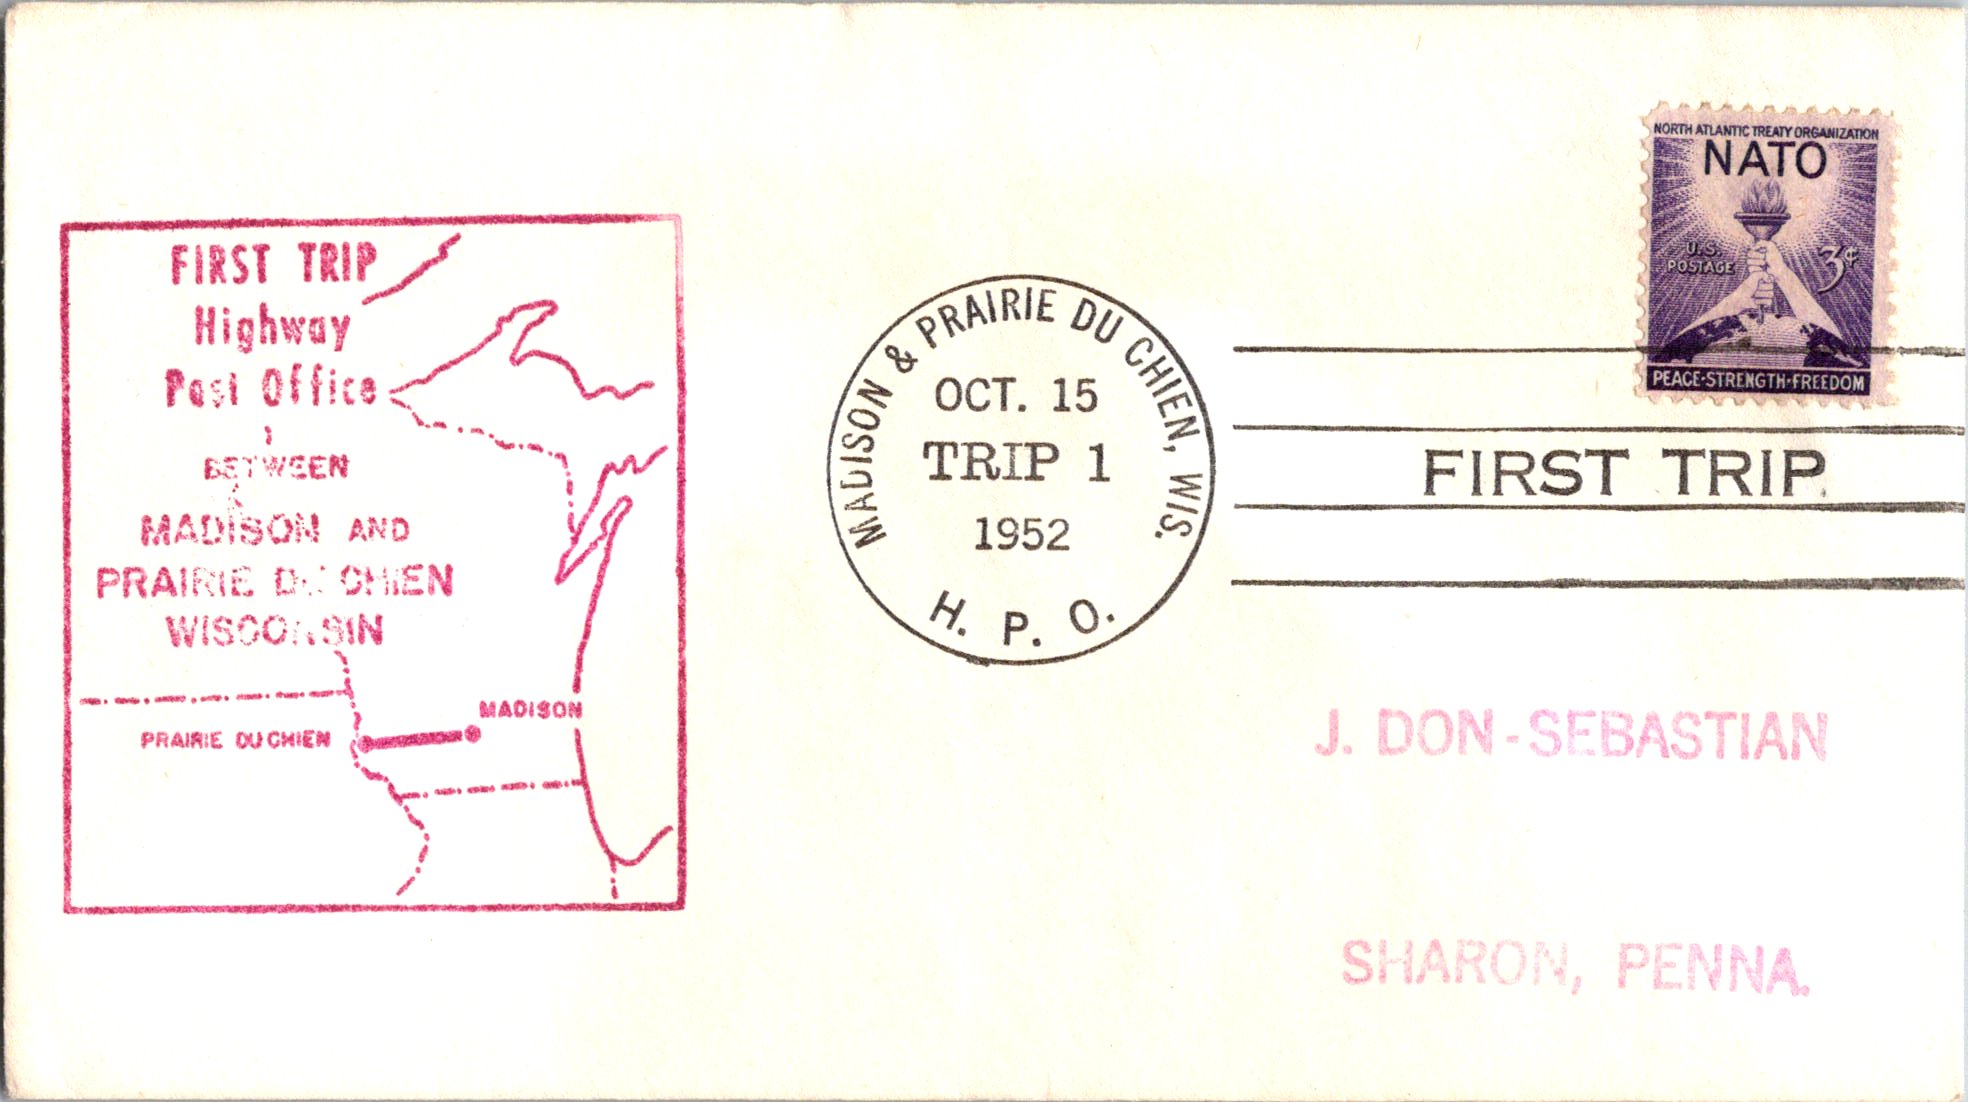 FIRST TRIP
Highway
Post Office
BETWEEN
MADISON AND
PRAIRIE DU CHIEN
WISCONSIN
MADISON
PRAIRIE DU CHIEN
MADISON & PRAIRIE DU CHIEN, WIS.
OCT. 15
TRIP 1
1952
H. P. O.
NORTH ATLANTIC TREATY ORGANIZATION
NATO
U.S.
POSTAGE
3¢
PEACE·STRENGTH·FREEDOM
FIRST TRIP
J. DON-SEBASTIAN
SHARON, PENNA.